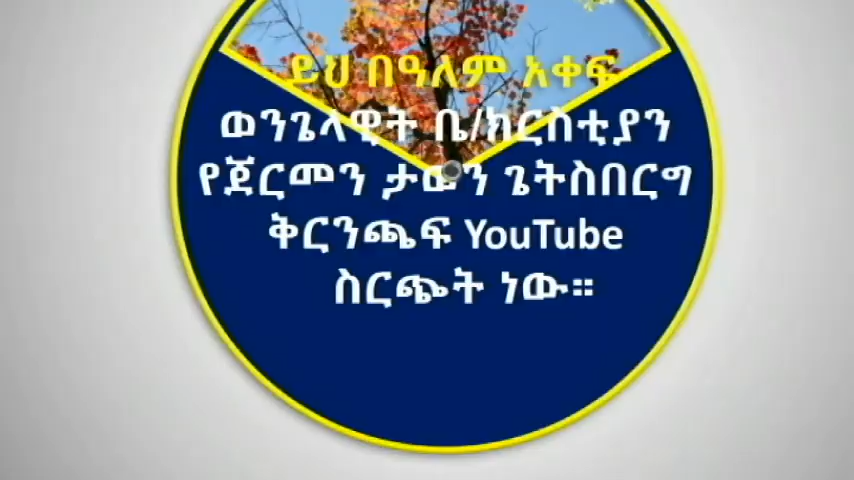 ይህ በዓለም አቀፍ
ወንጌላዊት ቤ/ክርስቲያን
የጀርመን ታውን ጌትስበርግ
ቅርንጫፍ YouTube
ስርጭት ነው።